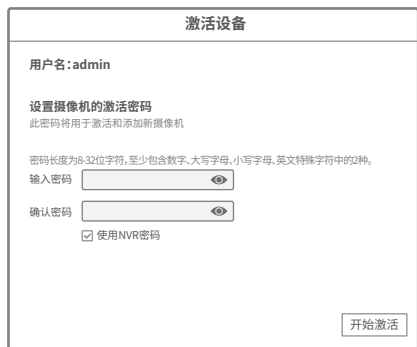 激活设备
用户名:admin
设置摄像机的激活密码
此密码将用于激活和添加新摄像机
密码长度为8-32位字符,至少包含数字、大写字母、小写字母、英文特殊字符中的2种。
输入密码
确认密码
使用NVR密码
开始激活